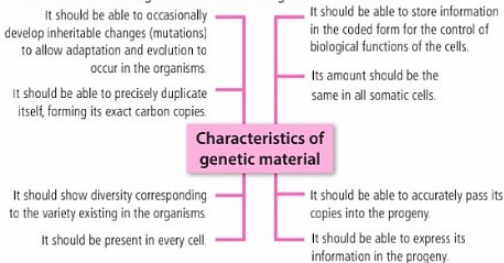 It should be able to occasionally
develop inheritable changes (mutations)
to allow adaptation and evolution to
occur in the organisms.
It should be able to precisely duplicate
itself, forming its exact carbon copies.
It should be able to store information
in the coded form for the control of
biological functions of the cells.
Its amount should be the
same in all somatic cells.
Characteristics of
genetic material
It should show diversity corresponding
to the variety existing in the organisms.
It should be present in every cell.
It should be able to accurately pass its
copies into the progeny.
It should be able to express its
information in the progeny.